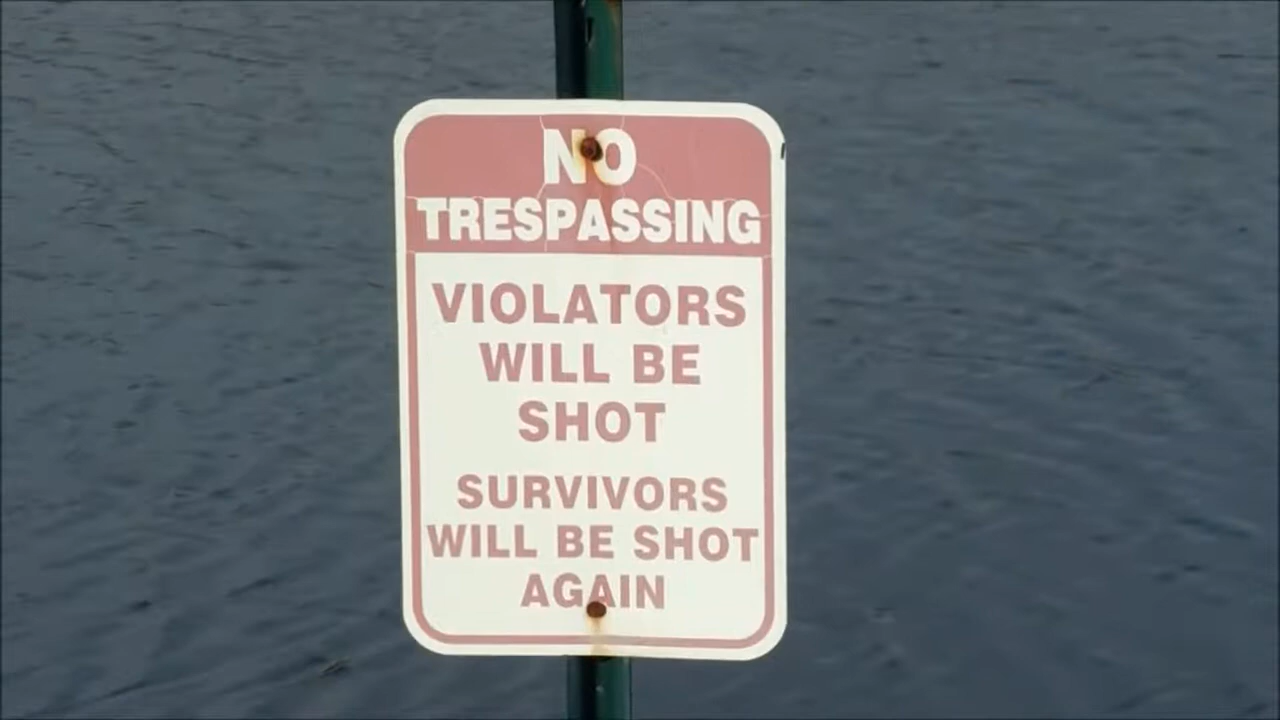 NO
TRESPASSING
VIOLATORS
WILL BE
SHOT
SURVIVORS
WILL BE SHOT
AGAIN